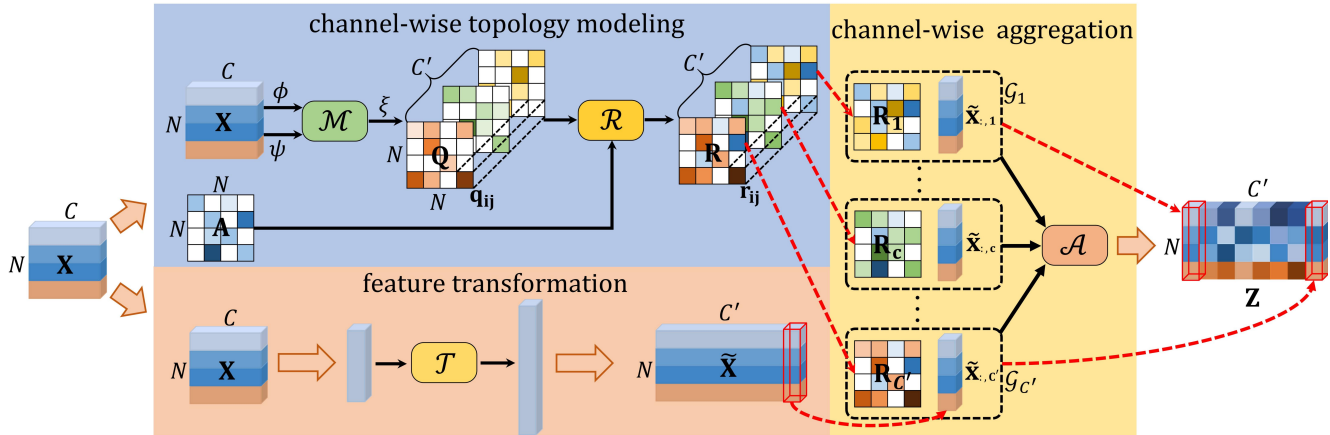 channel-wise topology modeling
channel-wise aggregation
C
N
X
ϕ
ψ
ℳ
ξ
C′
N
Q
N
q_ij
ℛ
C′
N
R
r_ij
N
N
A
C
N
X
feature transformation
C
N
X
𝒯
C′
N
X̃
R_1
x̃_:,1
𝒢_1
R_c
x̃_:,c
R_C′
x̃_:,C′
𝒢_C′
𝒜
C′
N
Z